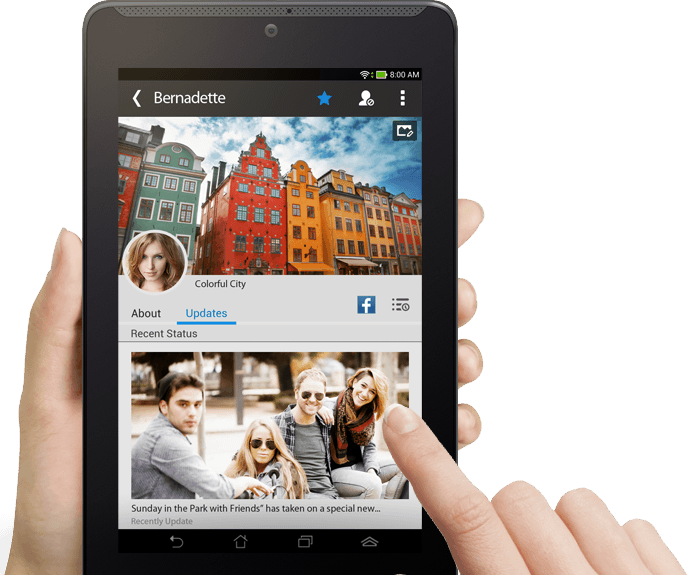 8:00 AM
Bernadette
Colorful City
f
About Updates
Recent Status
Sunday in the Park with Friends” has taken on a special new...
Recently Update